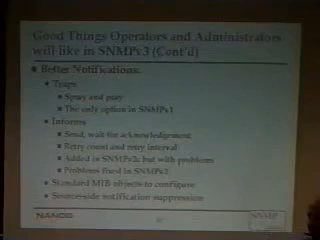 Good Things Operators and Administrators
will like in SNMPv3 (Cont'd)
Better Notifications:
Traps
Spray and pray
The only option in SNMPv1
Informs
Send, wait for acknowledgement
Retry count and retry interval
Added in SNMPv2c but with problems
Problems fixed in SNMPv3
Standard MIB objects to configure
Source-side notification suppression
NANOG
SNMP